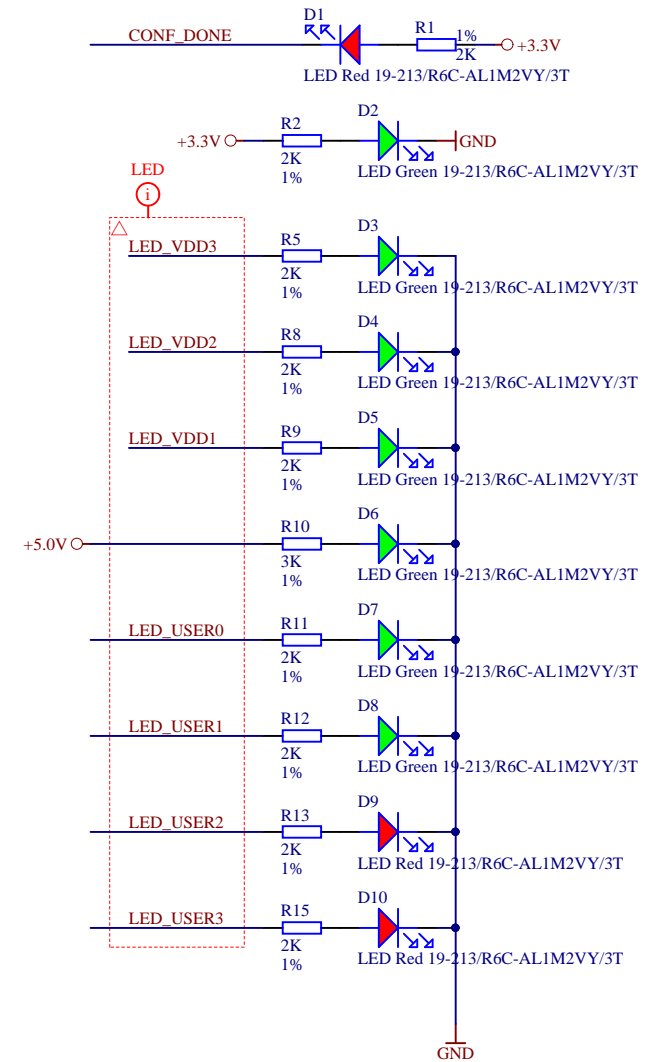 D1
R1
CONF_DONE
1%
+3.3V
2K
LED Red 19-213/R6C-AL1M2VY/3T
D2
R2
+3.3V
GND
2K
LED Green 19-213/R6C-AL1M2VY/3T
1%
LED
i
D3
R5
LED_VDD3
2K
LED Green 19-213/R6C-AL1M2VY/3T
1%
D4
R8
LED_VDD2
2K
LED Green 19-213/R6C-AL1M2VY/3T
1%
D5
R9
LED_VDD1
2K
LED Green 19-213/R6C-AL1M2VY/3T
1%
D6
R10
+5.0V
3K
LED Green 19-213/R6C-AL1M2VY/3T
1%
D7
R11
LED_USER0
2K
LED Green 19-213/R6C-AL1M2VY/3T
1%
D8
R12
LED_USER1
2K
LED Green 19-213/R6C-AL1M2VY/3T
1%
D9
R13
LED_USER2
2K
LED Red 19-213/R6C-AL1M2VY/3T
1%
D10
R15
LED_USER3
2K
LED Red 19-213/R6C-AL1M2VY/3T
1%
GND